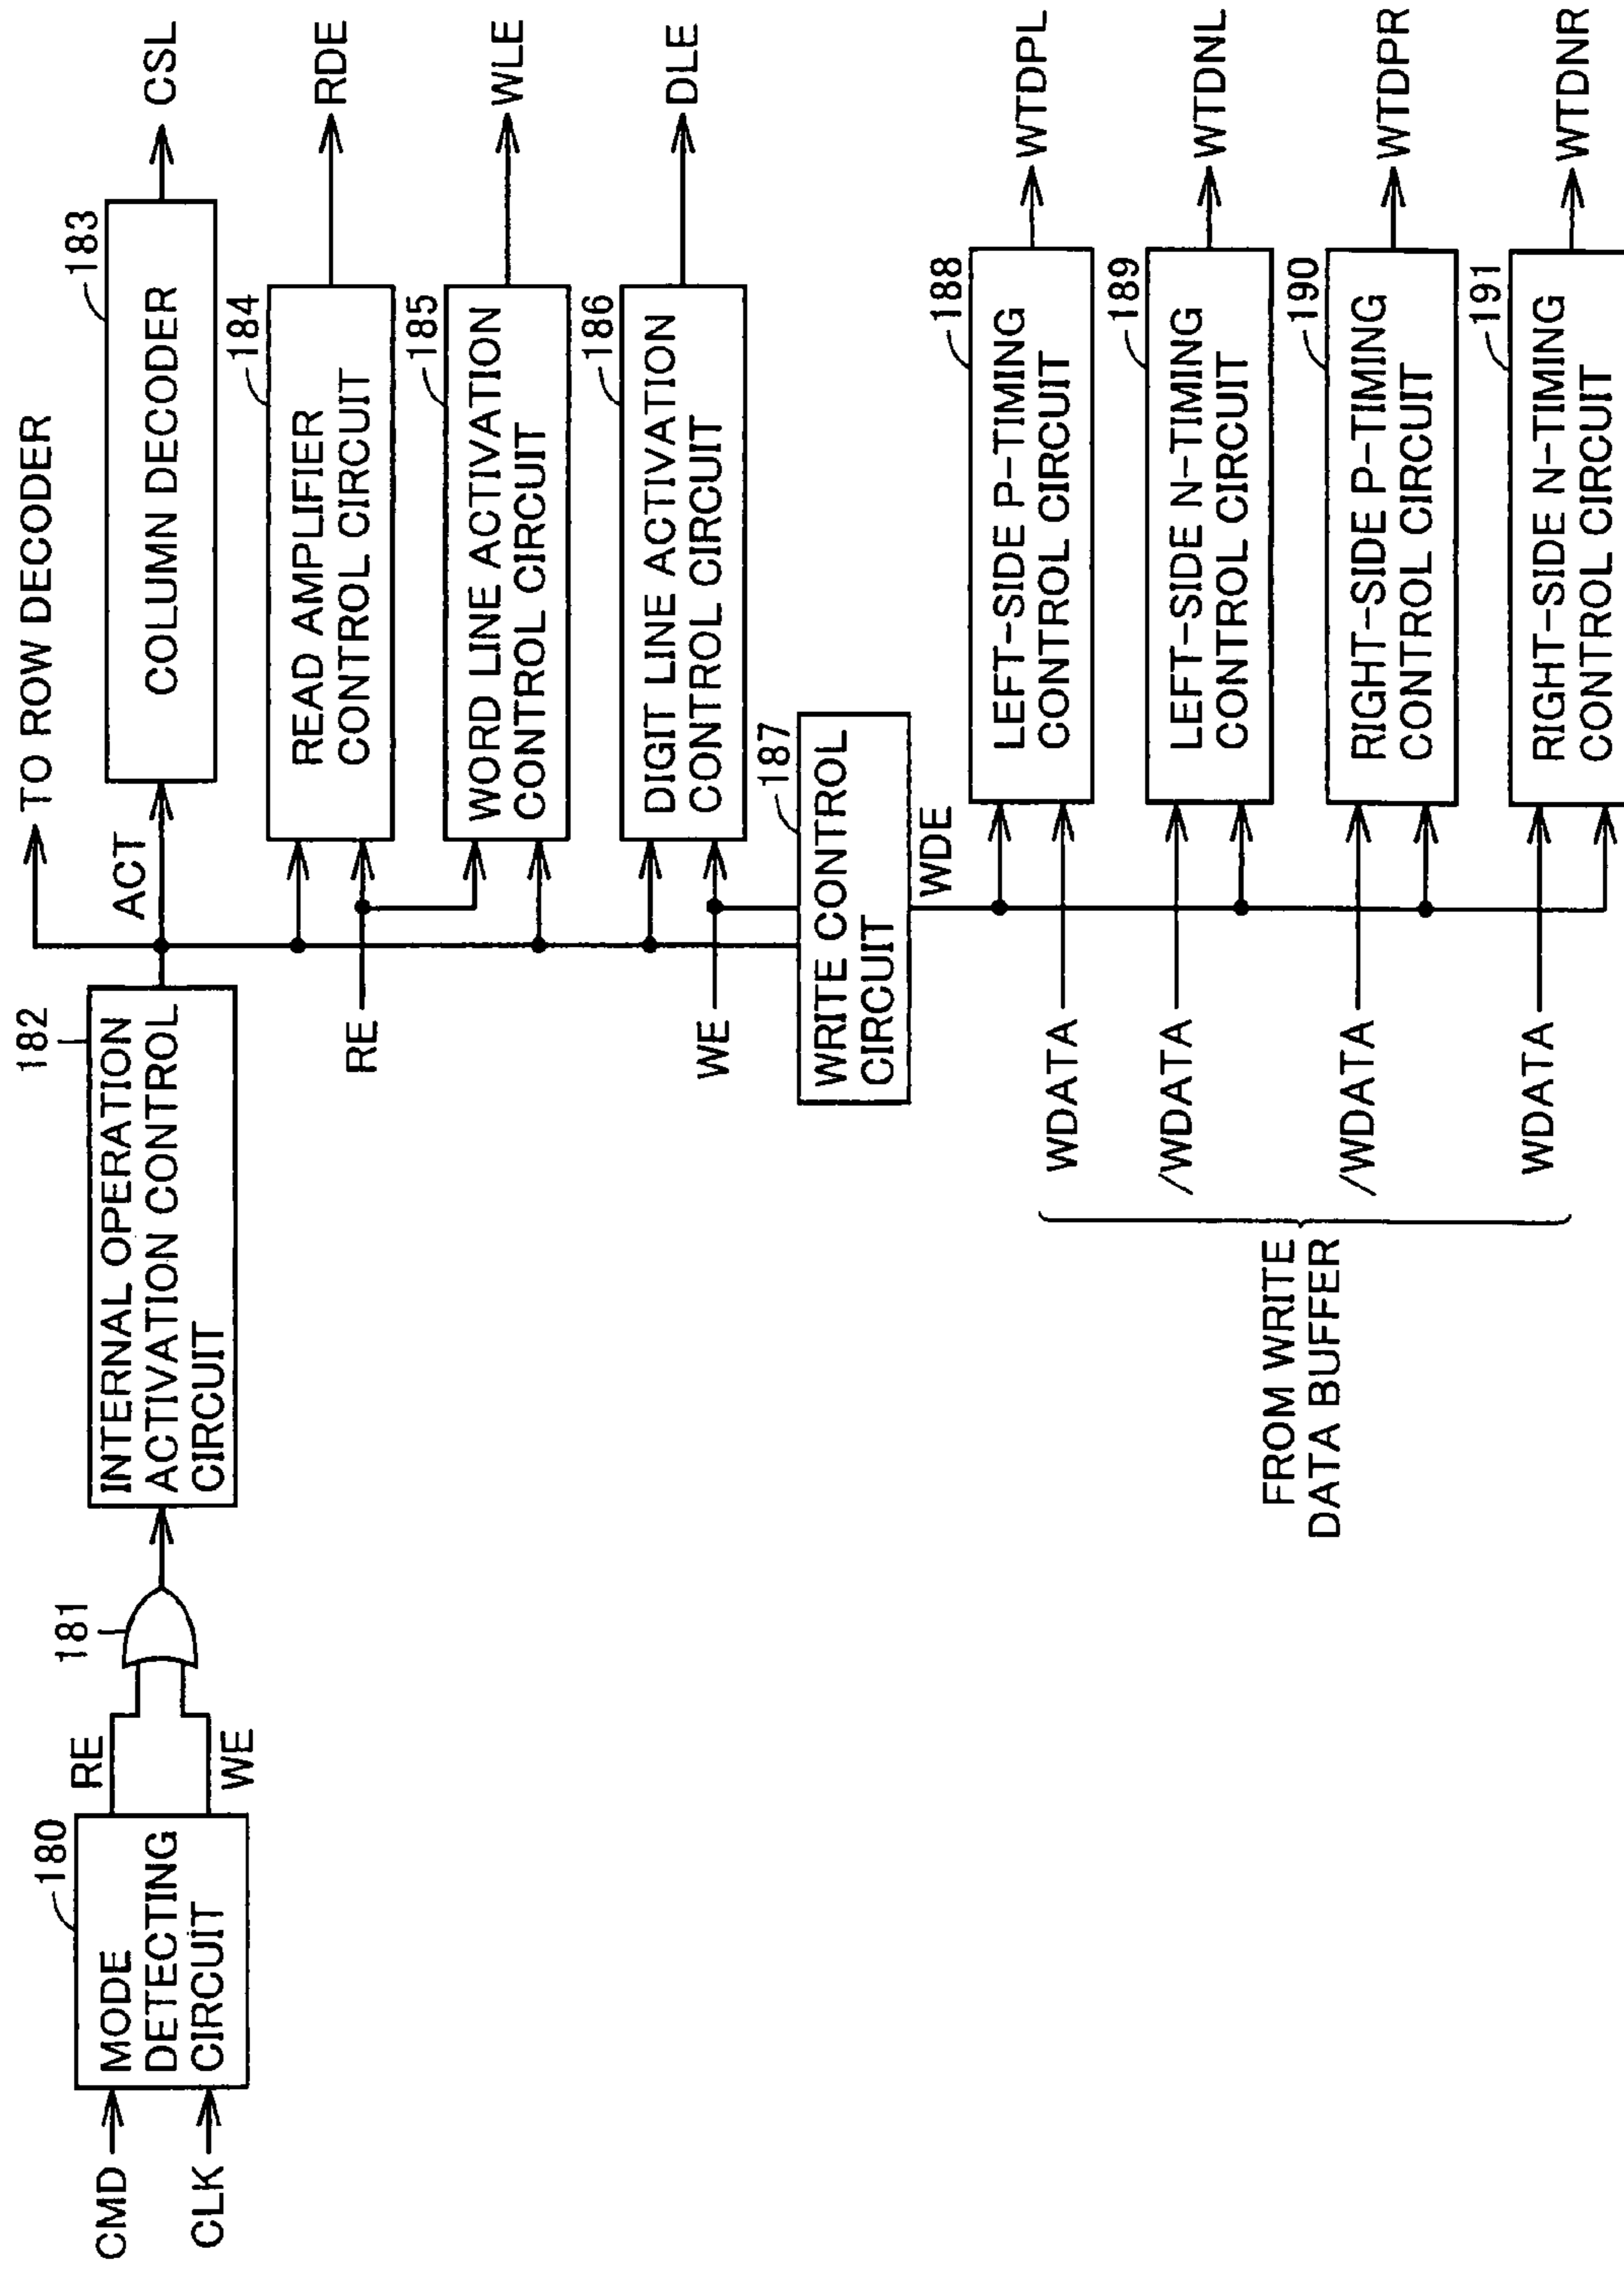 CMD
CLK
180
MODE
DETECTING
CIRCUIT
RE
WE
181
182
INTERNAL OPERATION
ACTIVATION CONTROL
CIRCUIT
TO ROW DECODER
ACT
183
COLUMN DECODER
CSL
184
READ AMPLIFIER
CONTROL CIRCUIT
RDE
RE
185
WORD LINE ACTIVATION
CONTROL CIRCUIT
WLE
186
DIGIT LINE ACTIVATION
CONTROL CIRCUIT
DLE
WE
187
WRITE CONTROL
CIRCUIT
WDE
188
LEFT-SIDE P-TIMING
CONTROL CIRCUIT
WTDPL
WDATA
189
LEFT-SIDE N-TIMING
CONTROL CIRCUIT
WTDNL
/WDATA
190
RIGHT-SIDE P-TIMING
CONTROL CIRCUIT
WTDPR
/WDATA
191
RIGHT-SIDE N-TIMING
CONTROL CIRCUIT
WTDNR
WDATA
FROM WRITE
DATA BUFFER